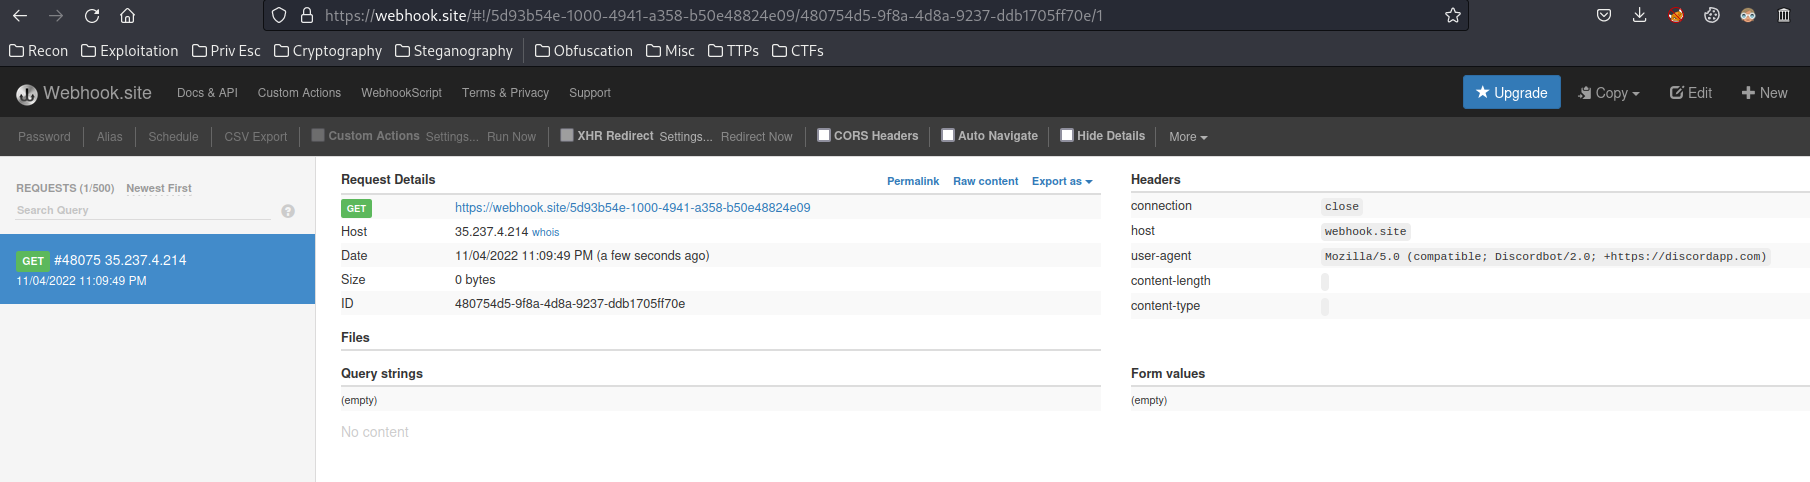 https://webhook.site/#!/5d93b54e-1000-4941-a358-b50e48824e09/480754d5-9f8a-4d8a-9237-ddb1705ff70e/1
Recon Exploitation Priv Esc Cryptography Steganography Obfuscation Misc TTPs CTFs
Webhook.site Docs & API Custom Actions WebhookScript Terms & Privacy Support Upgrade Copy Edit New
Password Alias Schedule CSV Export Custom Actions Settings... Run Now XHR Redirect Settings... Redirect Now CORS Headers Auto Navigate Hide Details More
REQUESTS (1/500) Newest First
Search Query ?
GET #48075 35.237.4.214
11/04/2022 11:09:49 PM
Request Details Permalink Raw content Export as
GET https://webhook.site/5d93b54e-1000-4941-a358-b50e48824e09
Host 35.237.4.214 whois
Date 11/04/2022 11:09:49 PM (a few seconds ago)
Size 0 bytes
ID 480754d5-9f8a-4d8a-9237-ddb1705ff70e
Files
Query strings
(empty)
No content
Headers
connection close
host webhook.site
user-agent Mozilla/5.0 (compatible; Discordbot/2.0; +https://discordapp.com)
content-length
content-type
Form values
(empty)